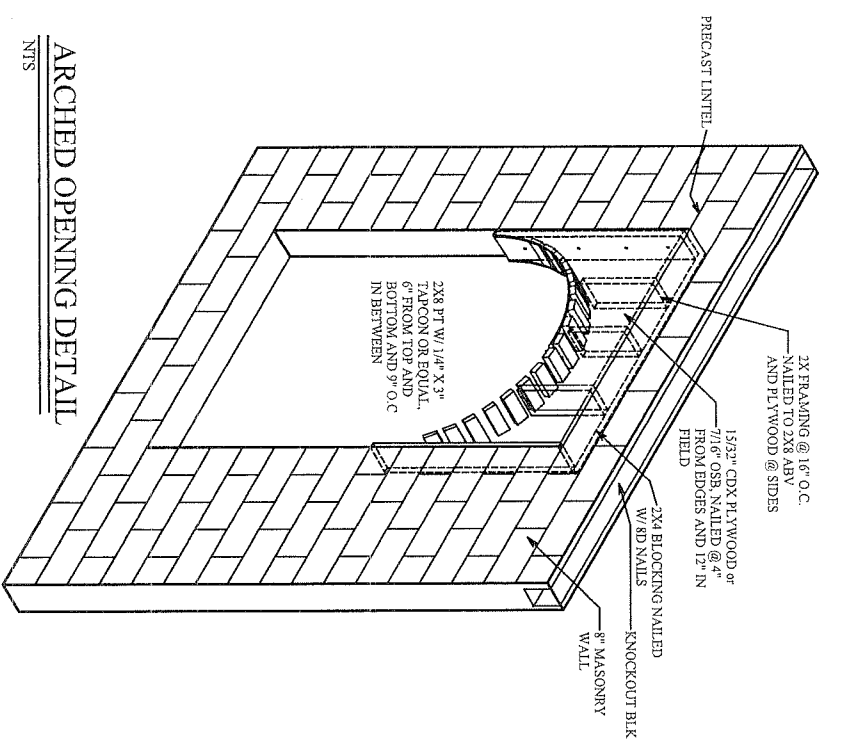 PRECAST LINTEL
2X FRAMING @ 16" O.C.
NAILED TO 2X8 ABV
AND PLYWOOD @ SIDES
15/32" CDX PLYWOOD or
7/16" OSB, NAILED @ 4"
FROM EDGES AND 12" IN
FIELD
2X4 BLOCKING NAILED
W/ 8D NAILS
KNOCKOUT BLK
8" MASONRY
WALL
2X8 PT W/ 1/4" X 3"
TAPCON OR EQUAL,
6" FROM TOP AND
BOTTOM AND 9" O.C
IN BETWEEN
ARCHED OPENING DETAIL
NTS